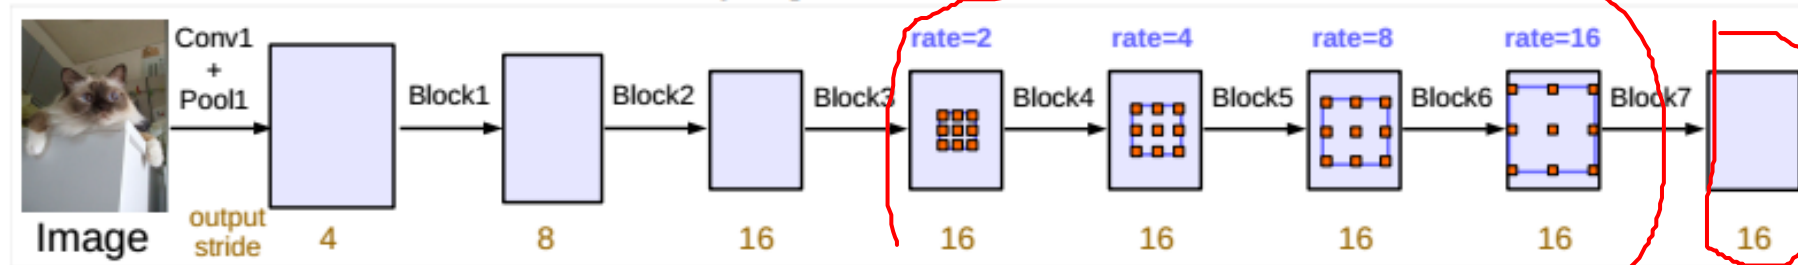 Conv1
+
Pool1
Block1
Block2
Block3
rate=2
Block4
rate=4
Block5
rate=8
Block6
rate=16
Block7
Image
output
stride
4
8
16
16
16
16
16
16